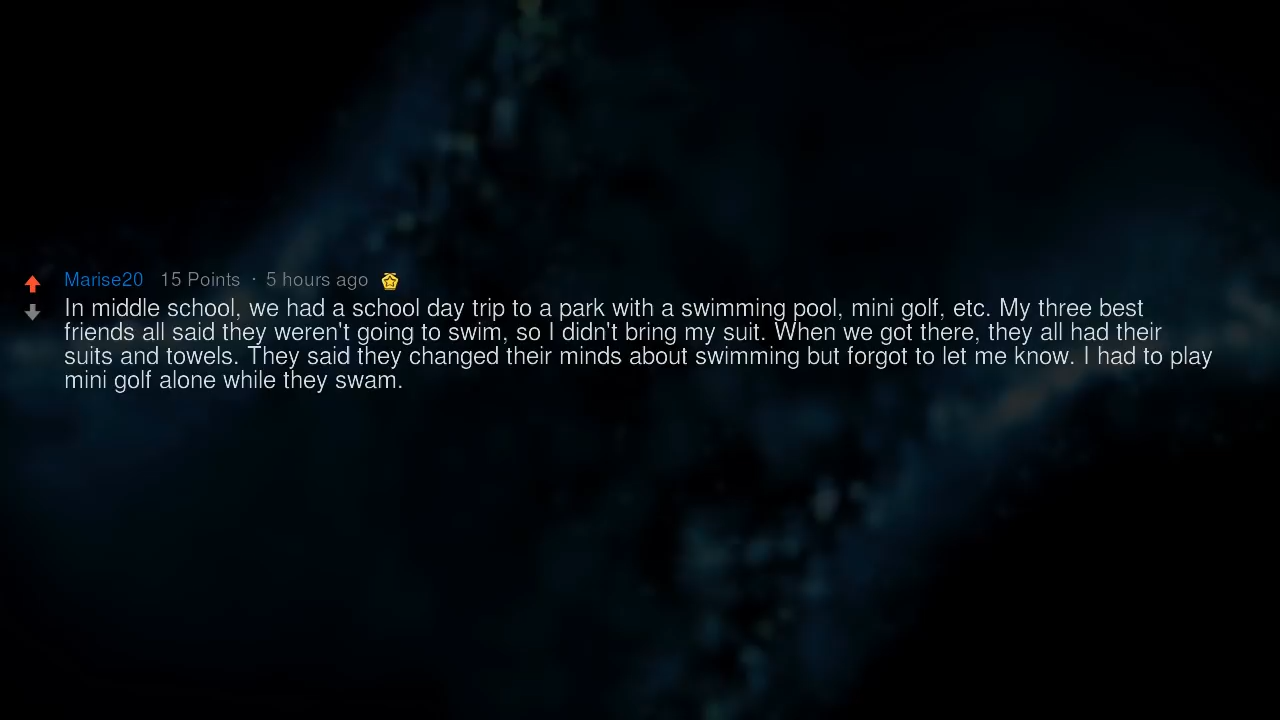 Marise20 15 Points · 5 hours ago
In middle school, we had a school day trip to a park with a swimming pool, mini golf, etc. My three best
friends all said they weren't going to swim, so I didn't bring my suit. When we got there, they all had their
suits and towels. They said they changed their minds about swimming but forgot to let me know. I had to play
mini golf alone while they swam.